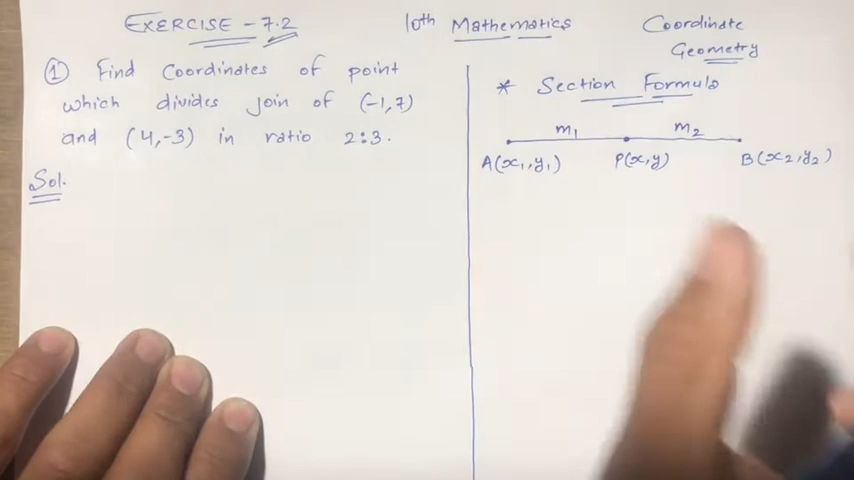 EXERCISE - 7.2
10th Mathematics
Coordinate
Geometry
① Find Coordinates of point
which divides join of (-1,7)
and (4,-3) in ratio 2:3.
Sol.
* Section Formula
m₁ m₂
A(x₁,y₁) P(x,y) B(x₂,y₂)